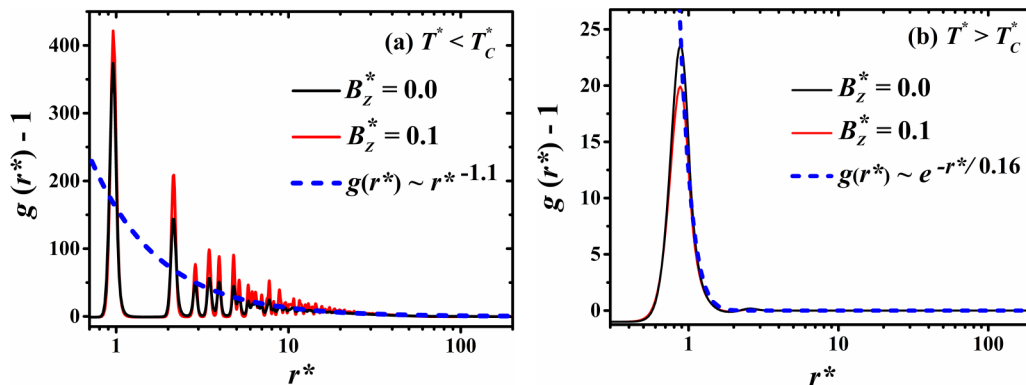 (a) T* < T*C
B*Z = 0.0
B*Z = 0.1
g(r*) ~ r*^-1.1
g (r*) - 1
400
300
200
100
0
1 10 100
r*
(b) T* > T*C
B*Z = 0.0
B*Z = 0.1
g(r*) ~ e^-r*/0.16
g (r*) - 1
25
20
15
10
5
0
1 10 100
r*